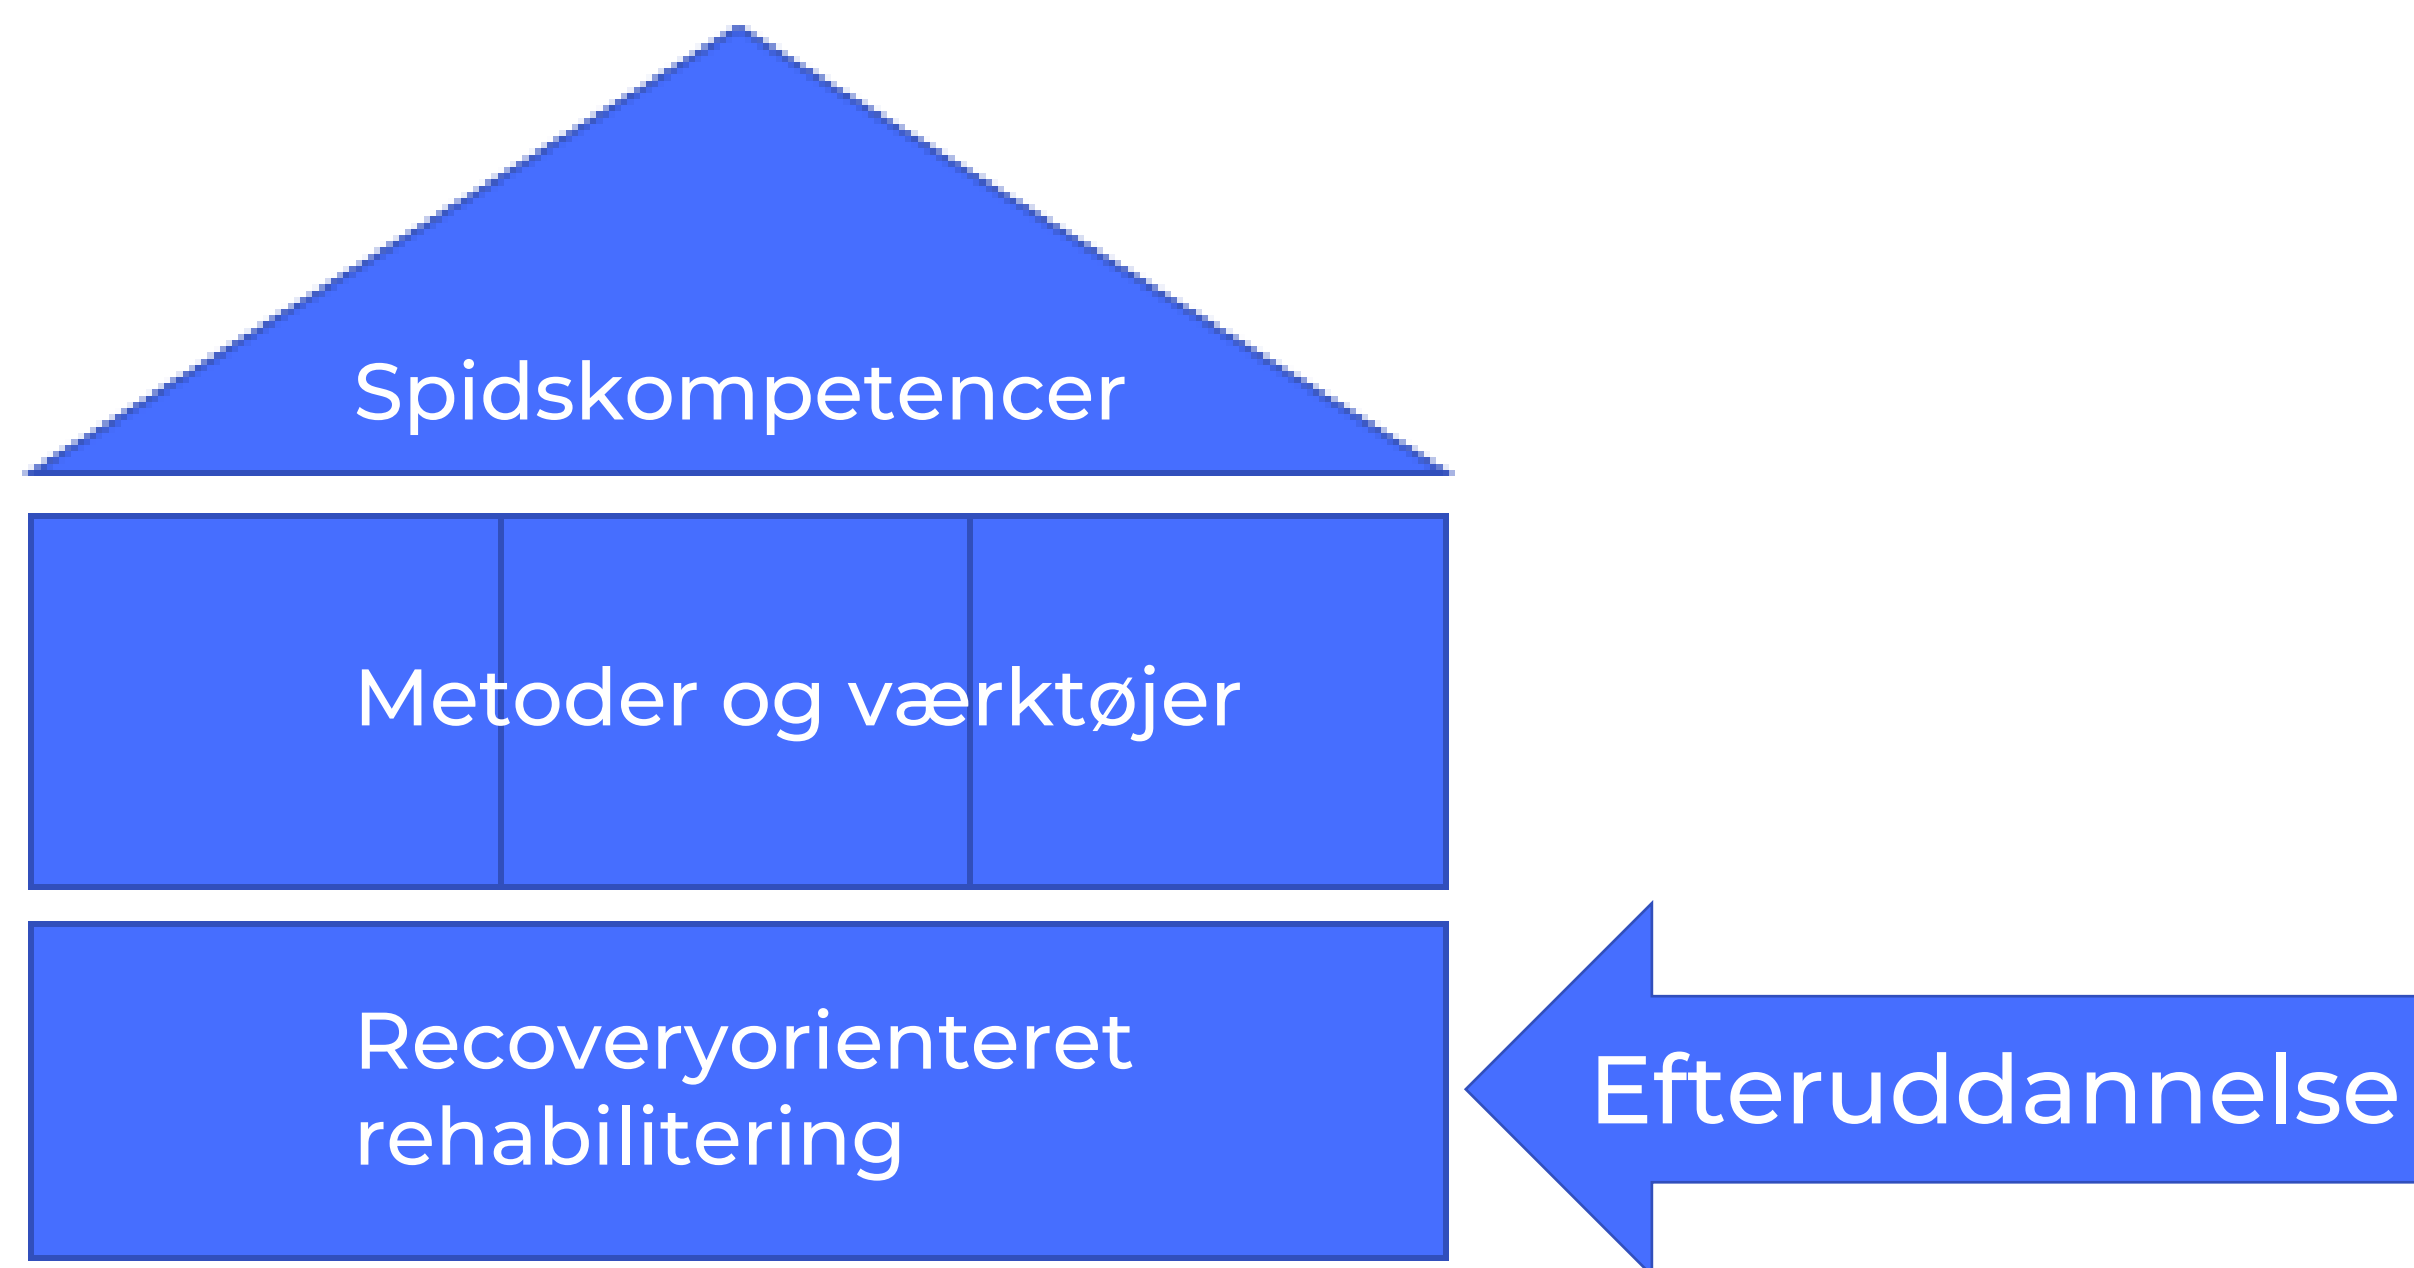 Spidskompetencer
Metoder og værktøjer
Recoveryorienteret
rehabilitering
Efteruddannelse